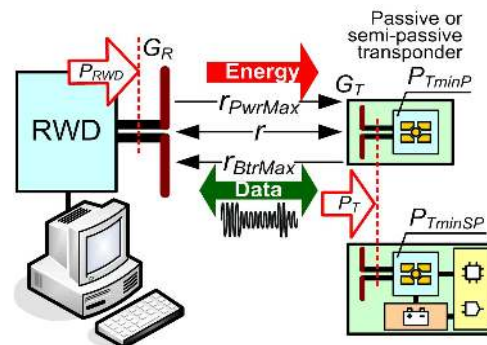 Passive or
semi-passive
transponder
P_RWD
G_R
Energy
G_T
P_TminP
RWD
r_PwrMax
r
r_BtrMax
Data
P_T
P_TminSP